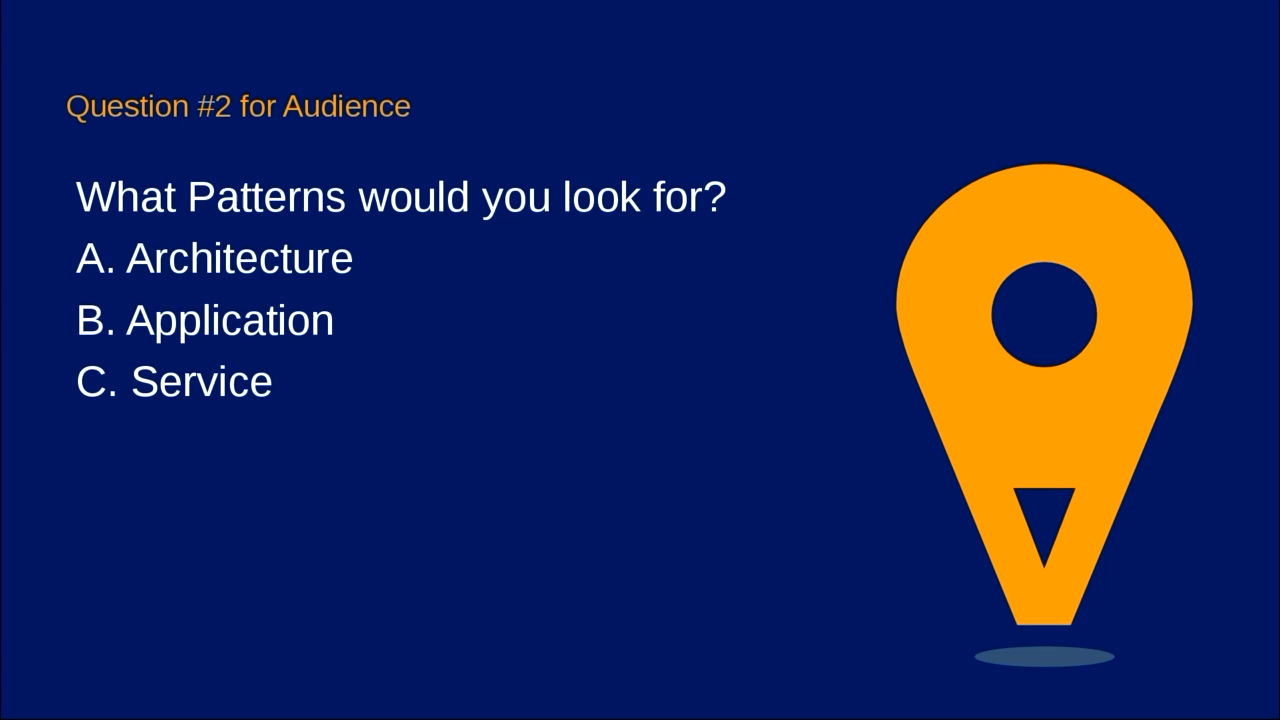 Question #2 for Audience
What Patterns would you look for?
A. Architecture
B. Application
C. Service